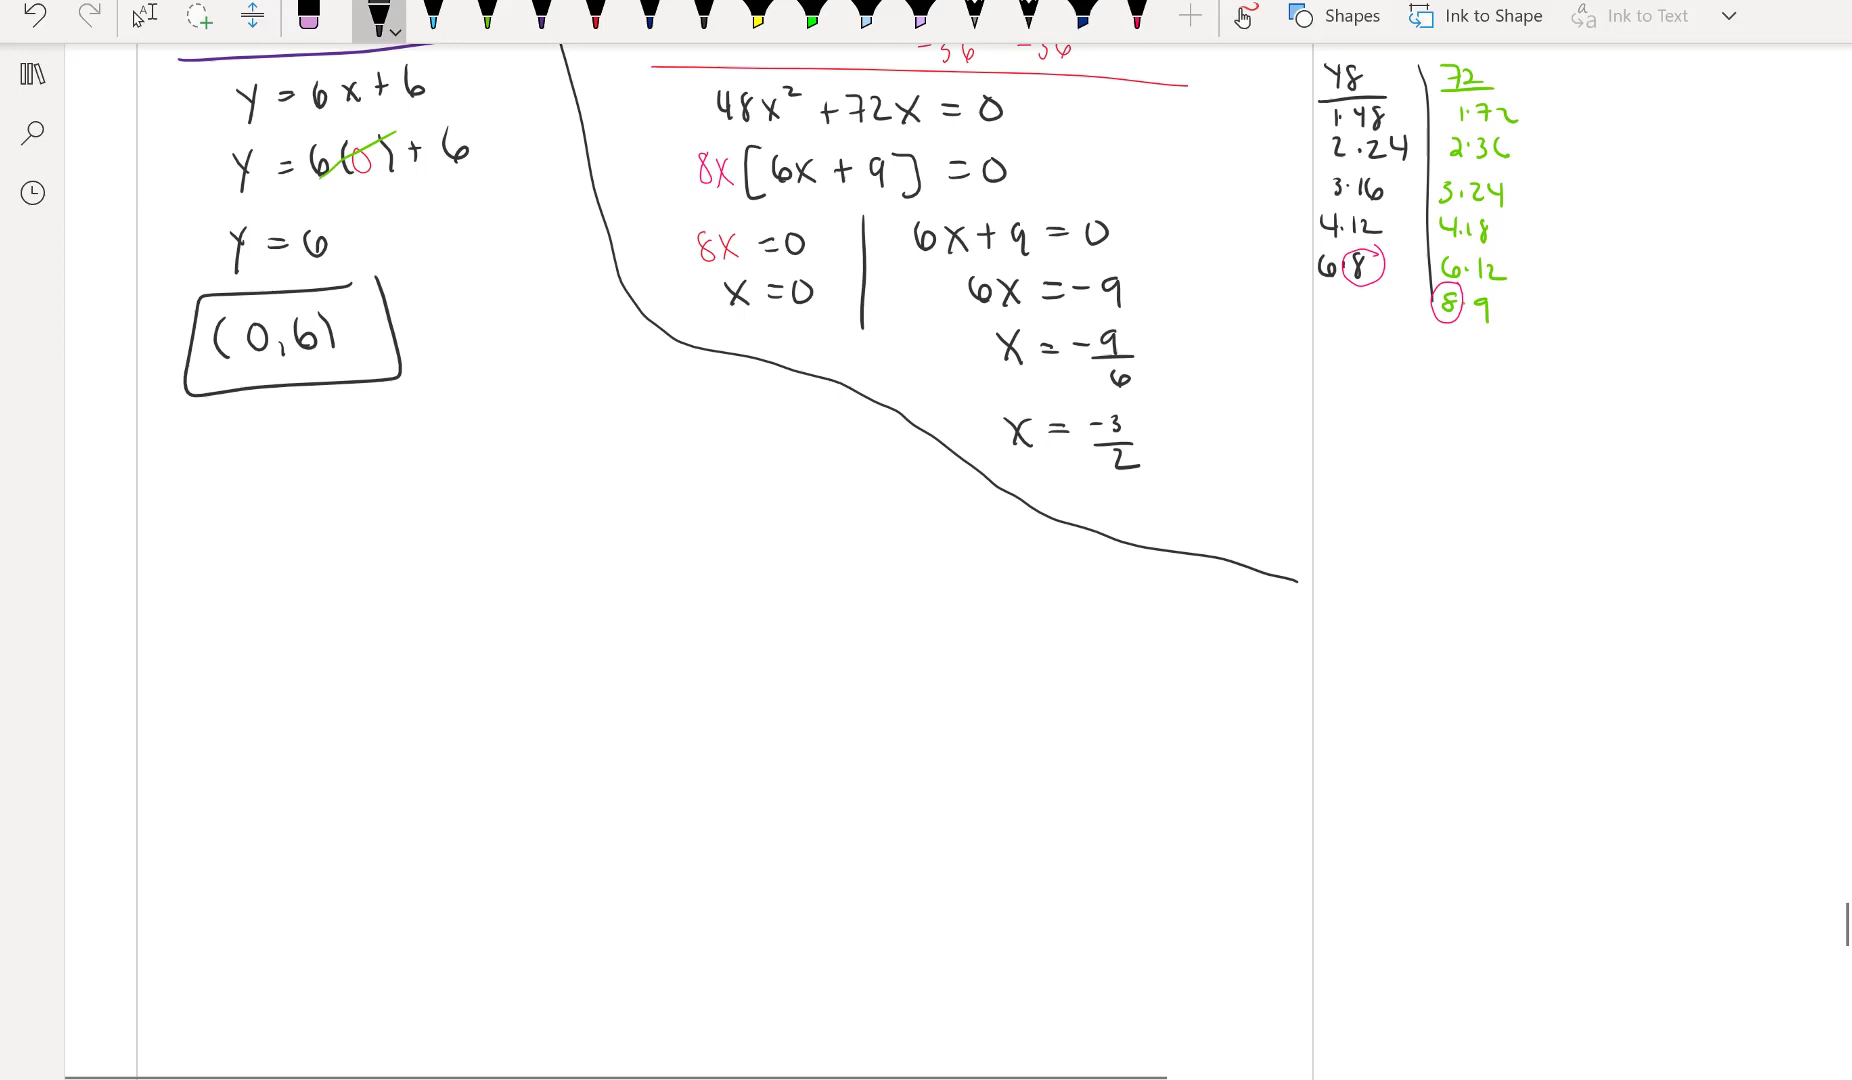 Shapes
Ink to Shape
Ink to Text
-36 -36
y = 6x + 6
y = 6(0) + 6
y = 6
(0,6)
48x² + 72x = 0
8x[6x + 9] = 0
8x = 0
x = 0
6x + 9 = 0
6x = -9
x = -9/6
x = -3/2
48
1·48
2·24
3·16
4·12
6·8
72
1·72
2·36
3·24
4·18
6·12
8·9